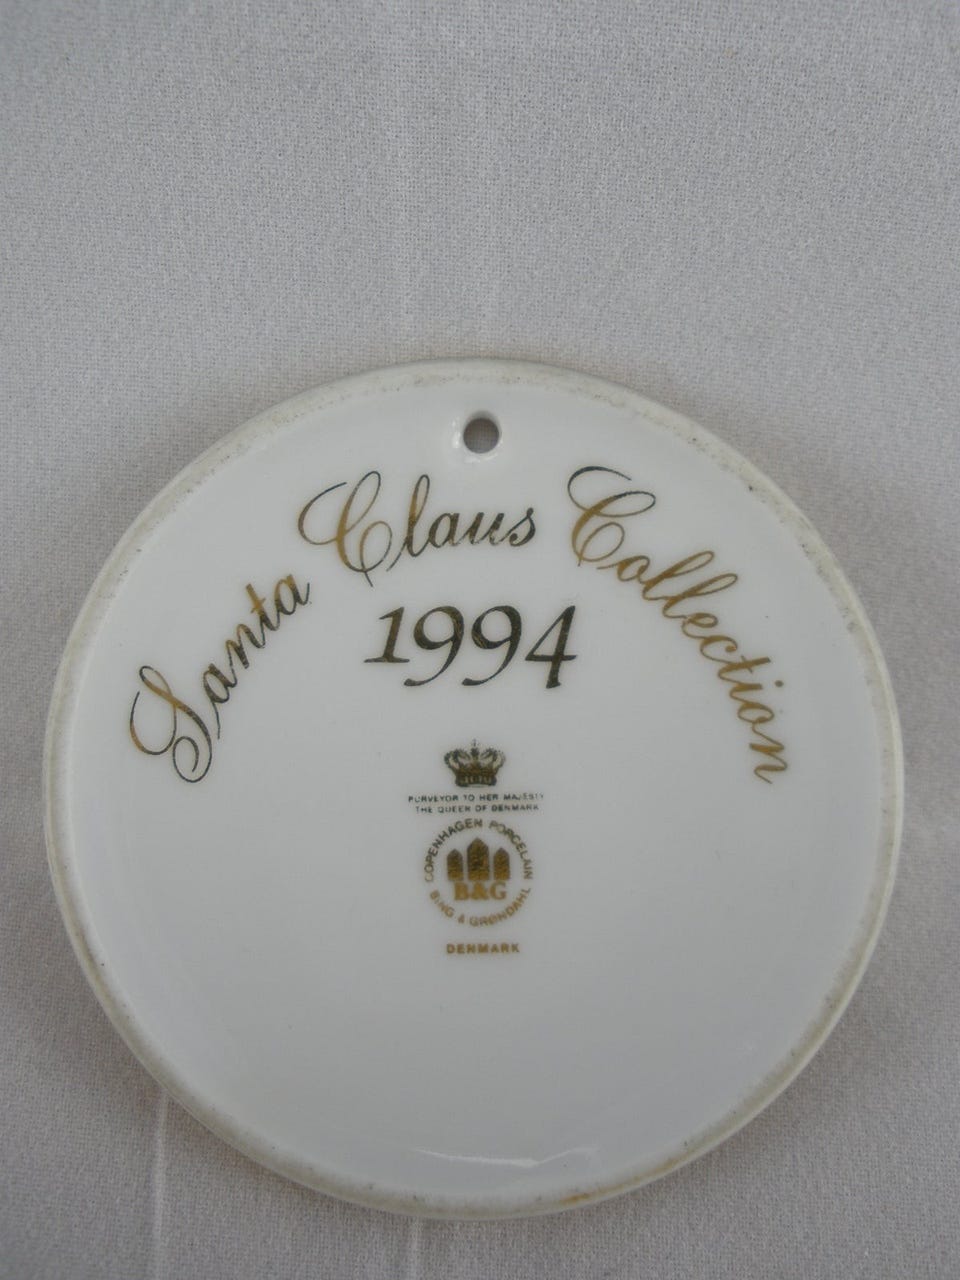 Santa Claus Collection
1994
PURVEYOR TO HER MAJESTY
THE QUEEN OF DENMARK
COPENHAGEN PORCELAIN
B&G
BING & GRØNDAHL
DENMARK